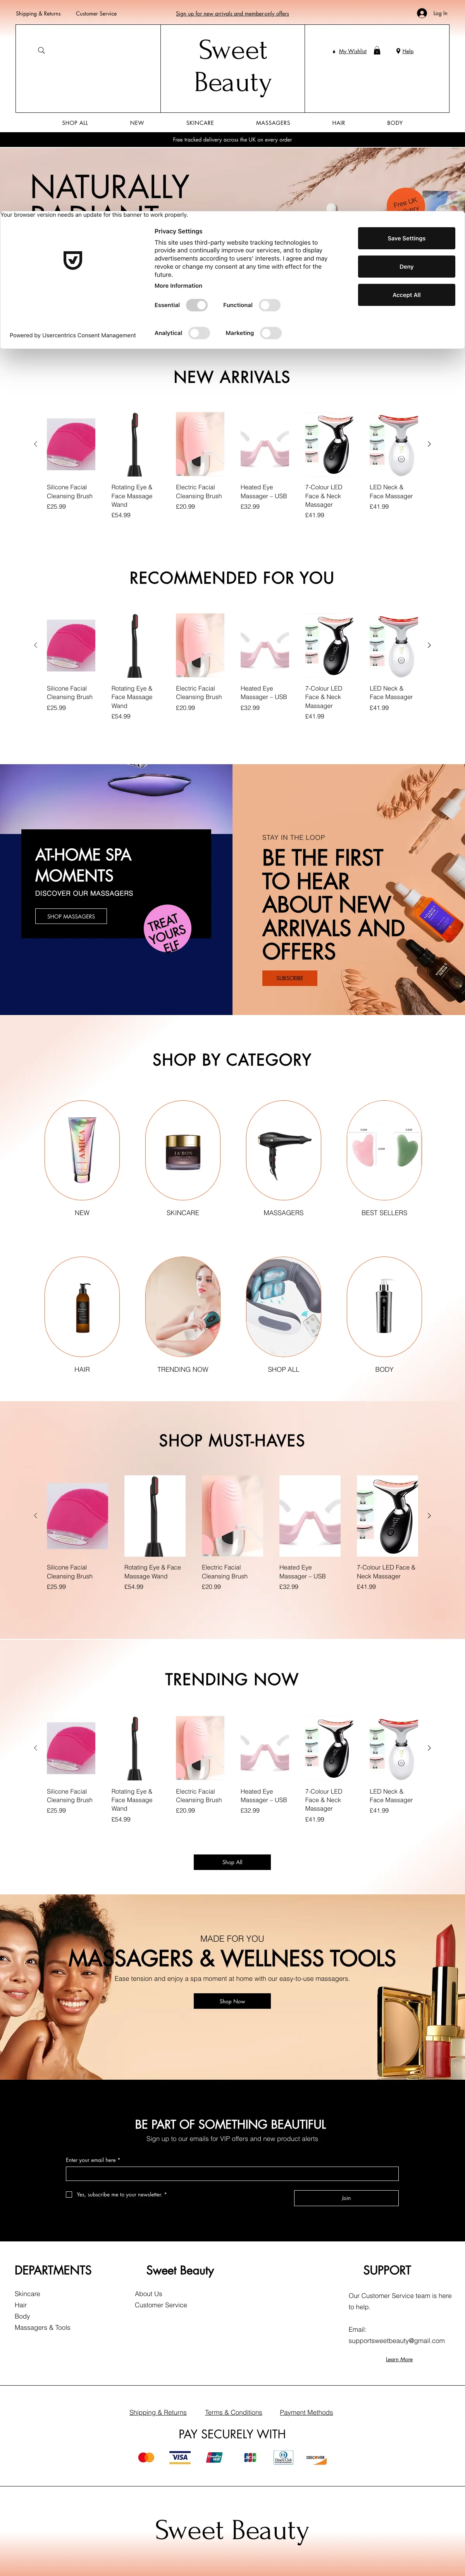 Shipping & Returns
Customer Service
Sign up for new arrivals and member-only offers
Log In
Sweet
Beauty
My Wishlist
Help
SHOP ALL
NEW
SKINCARE
MASSAGERS
HAIR
BODY
Free tracked delivery across the UK on every order
NATURALLY
RADIANT
Free UK
Your browser version needs an update for this banner to work properly.
Privacy Settings
This site uses third-party website tracking technologies to
provide and continually improve our services, and to display
advertisements according to users' interests. I agree and may
revoke or change my consent at any time with effect for the
future.
More Information
Essential
Functional
Analytical
Marketing
Save Settings
Deny
Accept All
Powered by Usercentrics Consent Management
NEW ARRIVALS
Silicone Facial
Cleansing Brush
£25.99
Rotating Eye &
Face Massage
Wand
£54.99
Electric Facial
Cleansing Brush
£20.99
Heated Eye
Massager – USB
£32.99
7-Colour LED
Face & Neck
Massager
£41.99
LED Neck &
Face Massager
£41.99
RECOMMENDED FOR YOU
Silicone Facial
Cleansing Brush
£25.99
Rotating Eye &
Face Massage
Wand
£54.99
Electric Facial
Cleansing Brush
£20.99
Heated Eye
Massager – USB
£32.99
7-Colour LED
Face & Neck
Massager
£41.99
LED Neck &
Face Massager
£41.99
AT-HOME SPA
MOMENTS
DISCOVER OUR MASSAGERS
SHOP MASSAGERS
TREAT
YOURS
ELF
STAY IN THE LOOP
BE THE FIRST
TO HEAR
ABOUT NEW
ARRIVALS AND
OFFERS
SUBSCRIBE
SHOP BY CATEGORY
NEW
SKINCARE
MASSAGERS
BEST SELLERS
HAIR
TRENDING NOW
SHOP ALL
BODY
SHOP MUST-HAVES
Silicone Facial
Cleansing Brush
£25.99
Rotating Eye & Face
Massage Wand
£54.99
Electric Facial
Cleansing Brush
£20.99
Heated Eye
Massager – USB
£32.99
7-Colour LED Face &
Neck Massager
£41.99
TRENDING NOW
Silicone Facial
Cleansing Brush
£25.99
Rotating Eye &
Face Massage
Wand
£54.99
Electric Facial
Cleansing Brush
£20.99
Heated Eye
Massager – USB
£32.99
7-Colour LED
Face & Neck
Massager
£41.99
LED Neck &
Face Massager
£41.99
Shop All
MADE FOR YOU
MASSAGERS & WELLNESS TOOLS
Ease tension and enjoy a spa moment at home with our easy-to-use massagers.
Shop Now
BE PART OF SOMETHING BEAUTIFUL
Sign up to our emails for VIP offers and new product alerts
Enter your email here *
Yes, subscribe me to your newsletter. *
Join
DEPARTMENTS
Skincare
Hair
Body
Massagers & Tools
Sweet Beauty
About Us
Customer Service
SUPPORT
Our Customer Service team is here
to help.
Email:
supportsweetbeauty@gmail.com
Learn More
Shipping & Returns
Terms & Conditions
Payment Methods
PAY SECURELY WITH
VISA
JCB
DISCOVER
Sweet Beauty